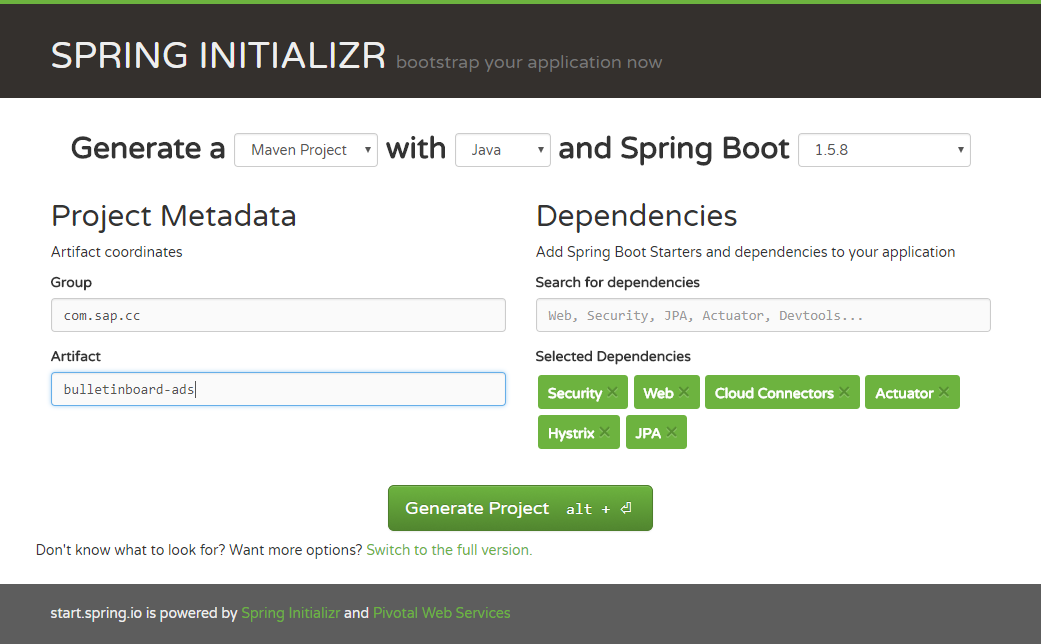 SPRING INITIALIZR bootstrap your application now
Generate a Maven Project with Java and Spring Boot 1.5.8
Project Metadata
Artifact coordinates
Group
com.sap.cc
Artifact
bulletinboard-ads
Dependencies
Add Spring Boot Starters and dependencies to your application
Search for dependencies
Web, Security, JPA, Actuator, Devtools...
Selected Dependencies
Security × Web × Cloud Connectors × Actuator ×
Hystrix × JPA ×
Generate Project alt + ⏎
Don't know what to look for? Want more options? Switch to the full version.
start.spring.io is powered by Spring Initializr and Pivotal Web Services